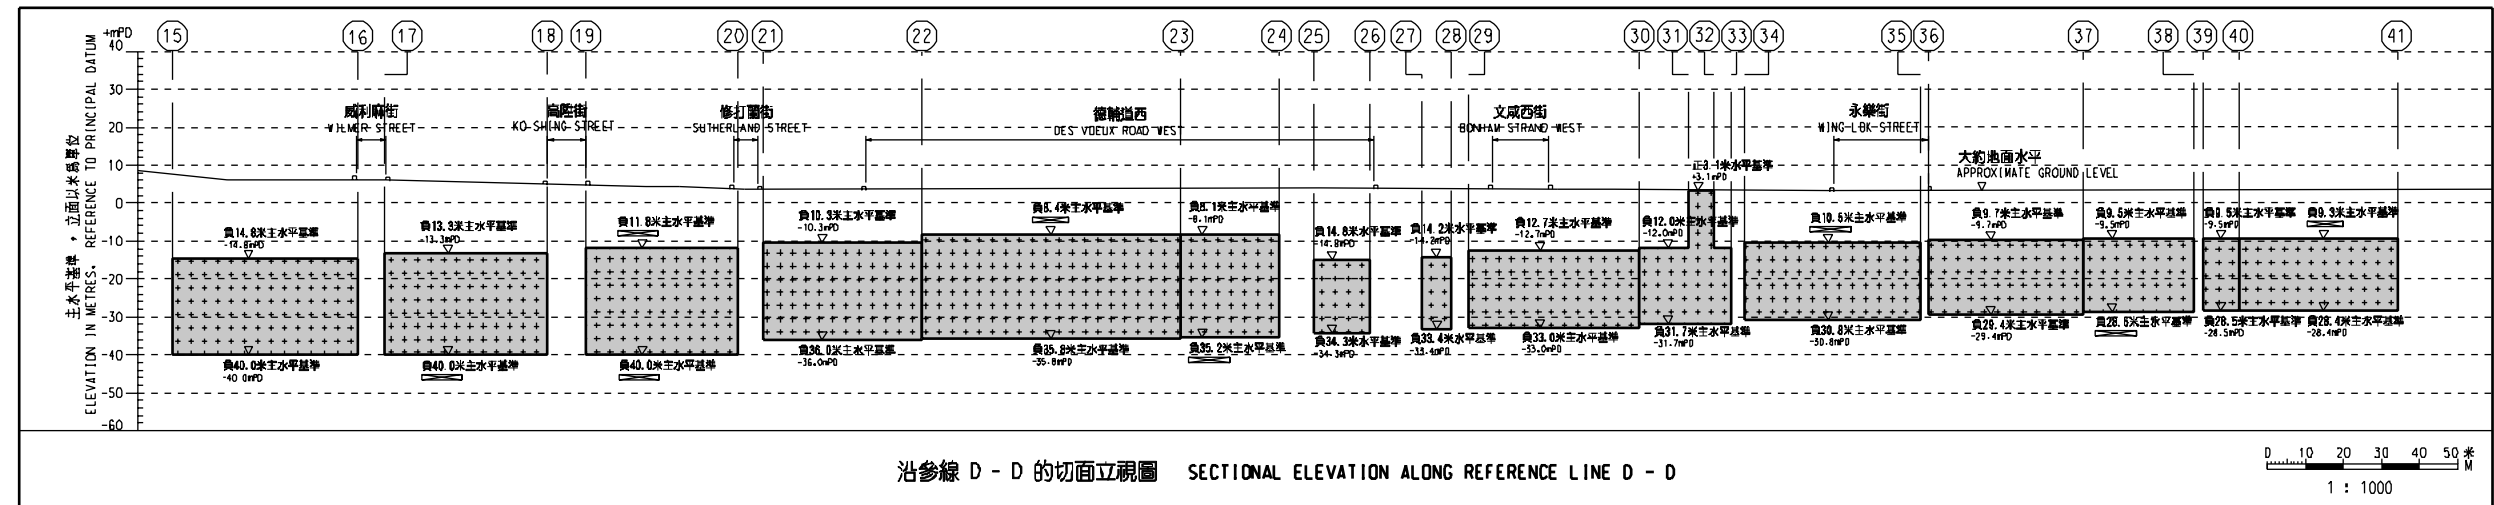 15 16 17 18 19 20 21 22 23 24 25 26 27 28 29 30 31 32 33 34 35 36 37 38 39 40 41
+mPD
40
30
20
10
0
-10
-20
-30
-40
-50
-60
主水平基準，立面以米為單位
ELEVATION IN METRES. REFERENCE TO PRINCIPAL DATUM
威利麻街
WILMER STREET
高陞街
KO SHING STREET
修打蘭街
SUTHERLAND STREET
德輔道西
DES VOEUX ROAD WEST
文咸西街
BONHAM STRAND WEST
永樂街
WING LOK STREET
大約地面水平
APPROXIMATE GROUND LEVEL
負14.8米主水平基準
-14.8mPD
負13.3米主水平基準
-13.3mPD
負11.8米主水平基準
負10.3米主水平基準
-10.3mPD
負8.4米主水平基準
負8.1米主水平基準
-8.1mPD
負14.8米水平基準
-14.8mPD
負14.2米水平基準
-14.2mPD
負12.7米主水平基準
-12.7mPD
負12.0米主水平基準
-12.0mPD
正3.1米水平基準
+3.1mPD
負10.6米主水平基準
負9.7米主水平基準
-9.7mPD
負9.5米主水平基準
-9.5mPD
負9.5米主水平基準
-9.5mPD
負9.3米主水平基準
負40.0米主水平基準
-40.0mPD
負40.0米主水平基準
負40.0米主水平基準
負36.0米主水平基準
-36.0mPD
負35.8米主水平基準
-35.8mPD
負35.2米主水平基準
負34.3米水平基準
-34.3mPD
負33.4米水平基準
-33.4mPD
負33.0米主水平基準
-33.0mPD
負31.7米主水平基準
-31.7mPD
負30.8米主水平基準
-30.8mPD
負29.4米主水平基準
-29.4mPD
負28.6米主水平基準
負28.5米主水平基準
-28.5mPD
負28.4米主水平基準
-28.4mPD
沿參線 D - D 的切面立視圖 SECTIONAL ELEVATION ALONG REFERENCE LINE D - D
0 10 20 30 40 50 米
M
1 : 1000